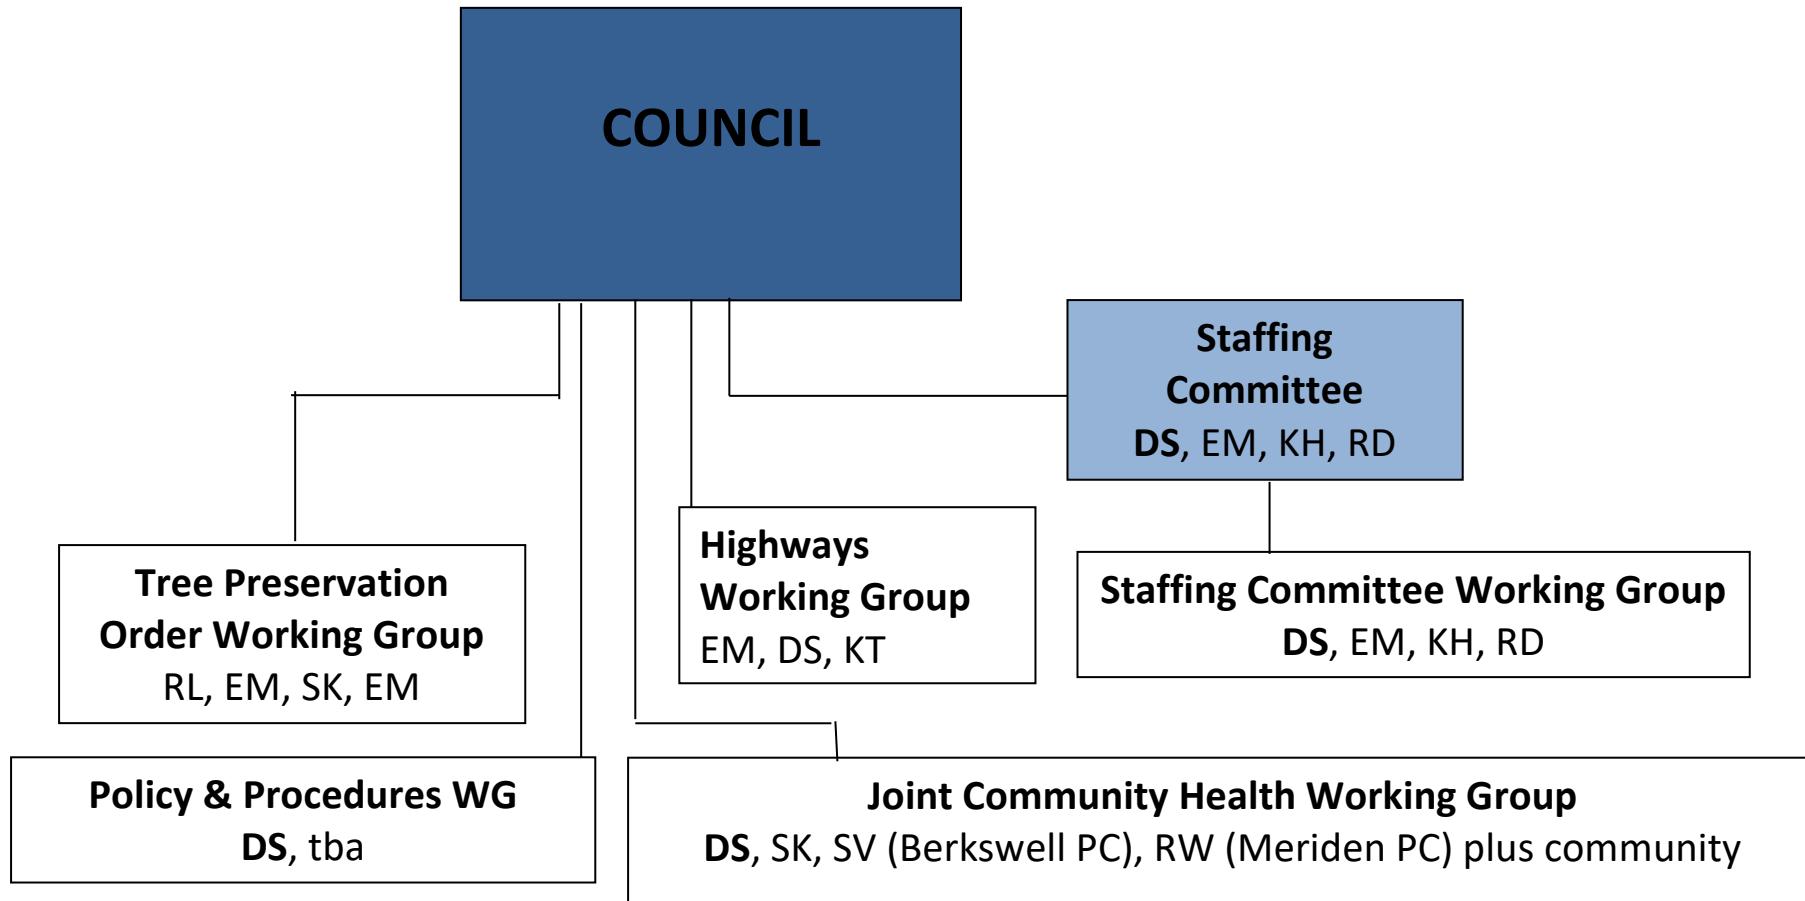 COUNCIL
Staffing
Committee
DS, EM, KH, RD
Tree Preservation
Order Working Group
RL, EM, SK, EM
Highways
Working Group
EM, DS, KT
Staffing Committee Working Group
DS, EM, KH, RD
Policy & Procedures WG
DS, tba
Joint Community Health Working Group
DS, SK, SV (Berkswell PC), RW (Meriden PC) plus community